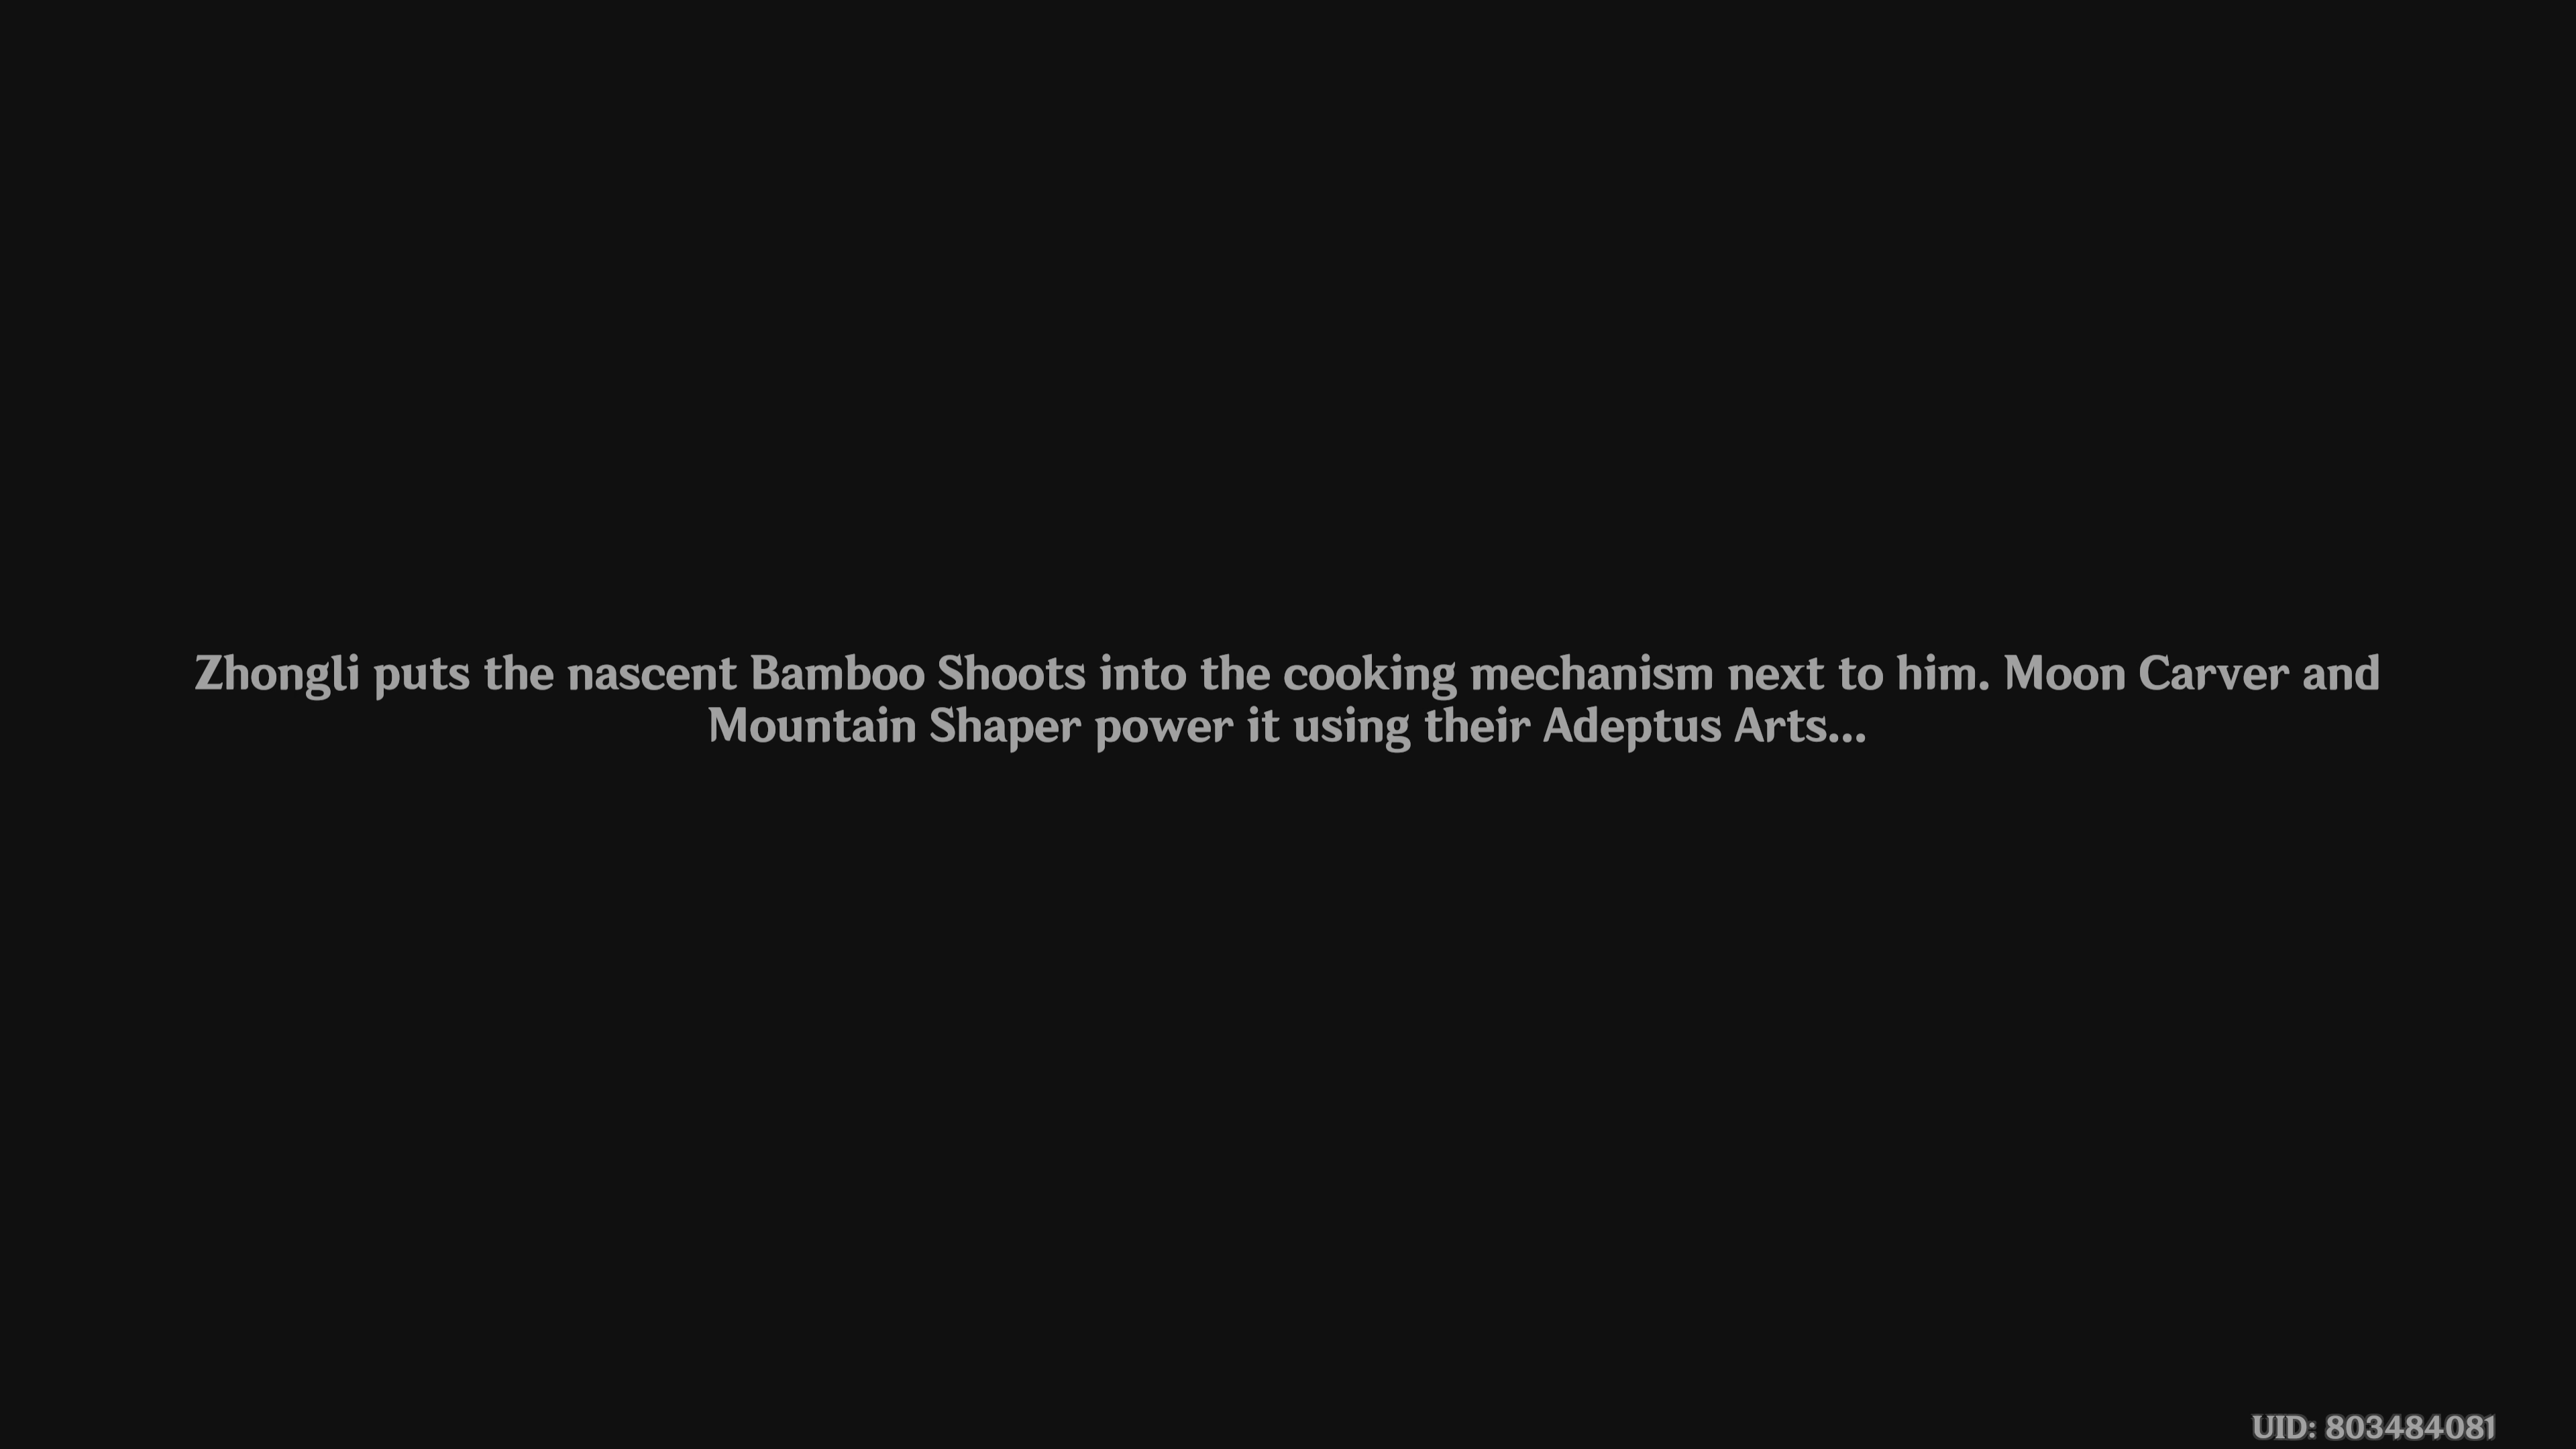 Zhongli puts the nascent Bamboo Shoots into the cooking mechanism next to him. Moon Carver and
Mountain Shaper power it using their Adeptus Arts...
UID: 803484081